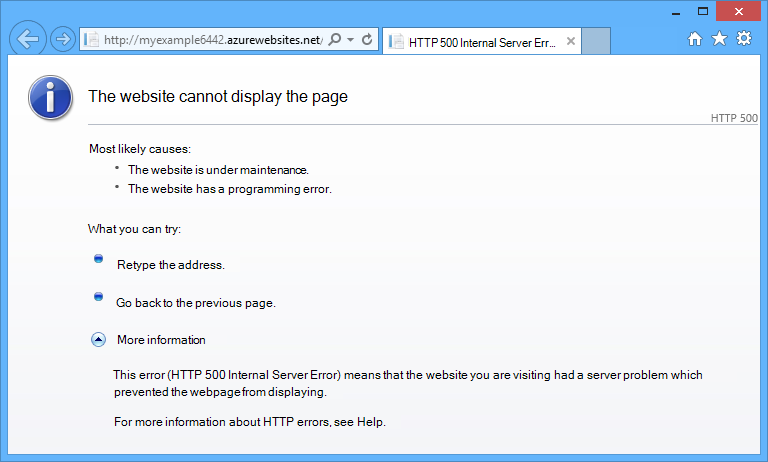 http://myexample6442.azurewebsites.net/
HTTP 500 Internal Server Err...
The website cannot display the page
HTTP 500
Most likely causes:
• The website is under maintenance.
• The website has a programming error.
What you can try:
Retype the address.
Go back to the previous page.
More information
This error (HTTP 500 Internal Server Error) means that the website you are visiting had a server problem which
prevented the webpage from displaying.
For more information about HTTP errors, see Help.